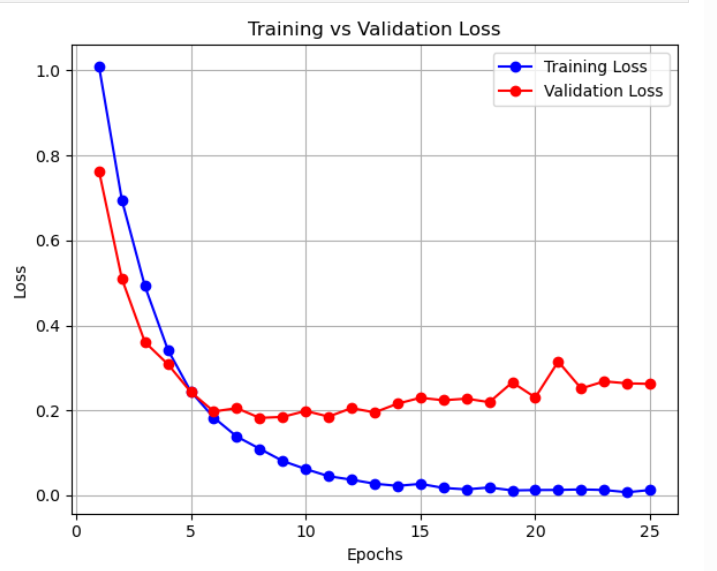 Training vs Validation Loss
Training Loss
Validation Loss
1.0
0.8
0.6
0.4
0.2
0.0
Loss
0 5 10 15 20 25
Epochs